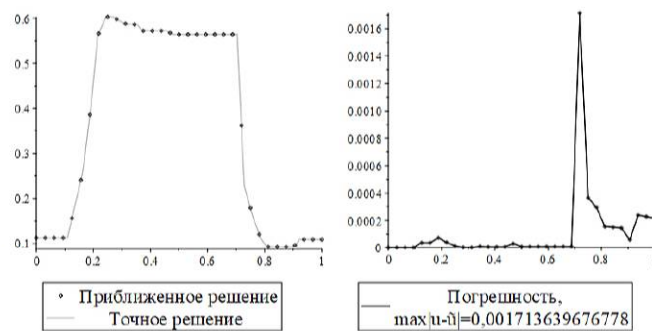 0.6
0.5
0.4
0.3
0.2
0.1
0 0.2 0.4 0.6 0.8 1
0.0016
0.0014
0.0012
0.0010
0.0008
0.0006
0.0004
0.0002
0
0 0.2 0.4 0.6 0.8
Приближенное решение
Точное решение
Погрешность,
max|u-ũ|=0,001713639676778